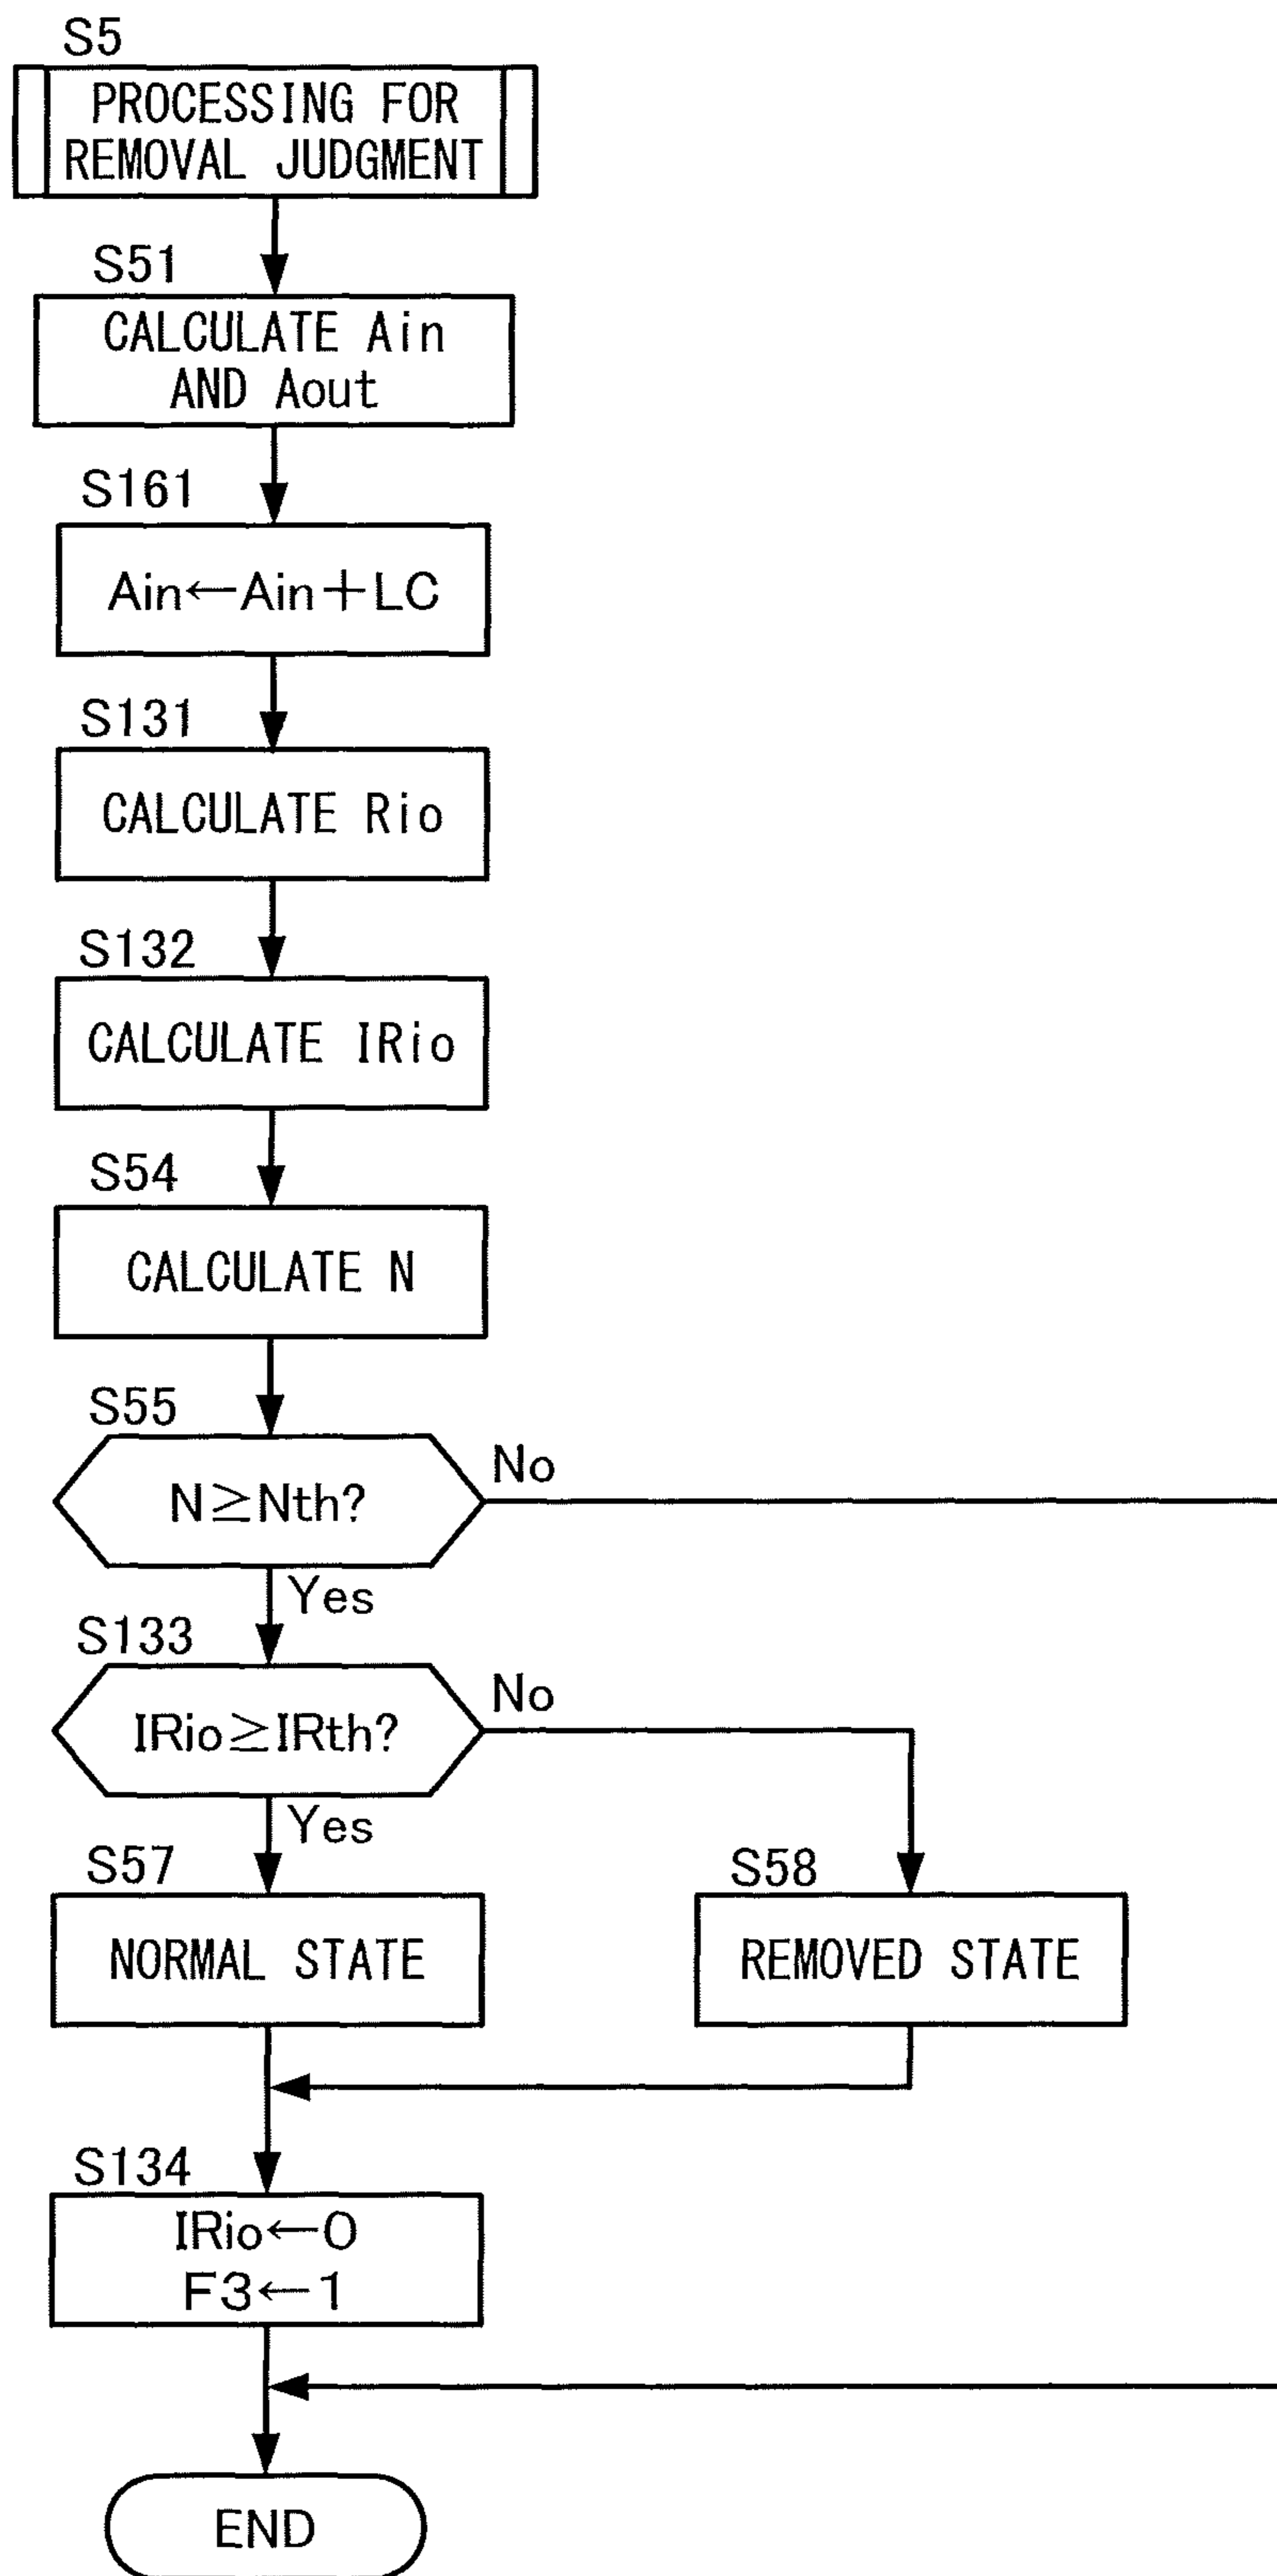 S5
PROCESSING FOR
REMOVAL JUDGMENT
S51
CALCULATE Ain
AND Aout
S161
Ain←Ain+LC
S131
CALCULATE Rio
S132
CALCULATE IRio
S54
CALCULATE N
S55
N≥Nth?
No
Yes
S133
IRio≥IRth?
No
Yes
S57
NORMAL STATE
S58
REMOVED STATE
S134
IRio←0
F3←1
END